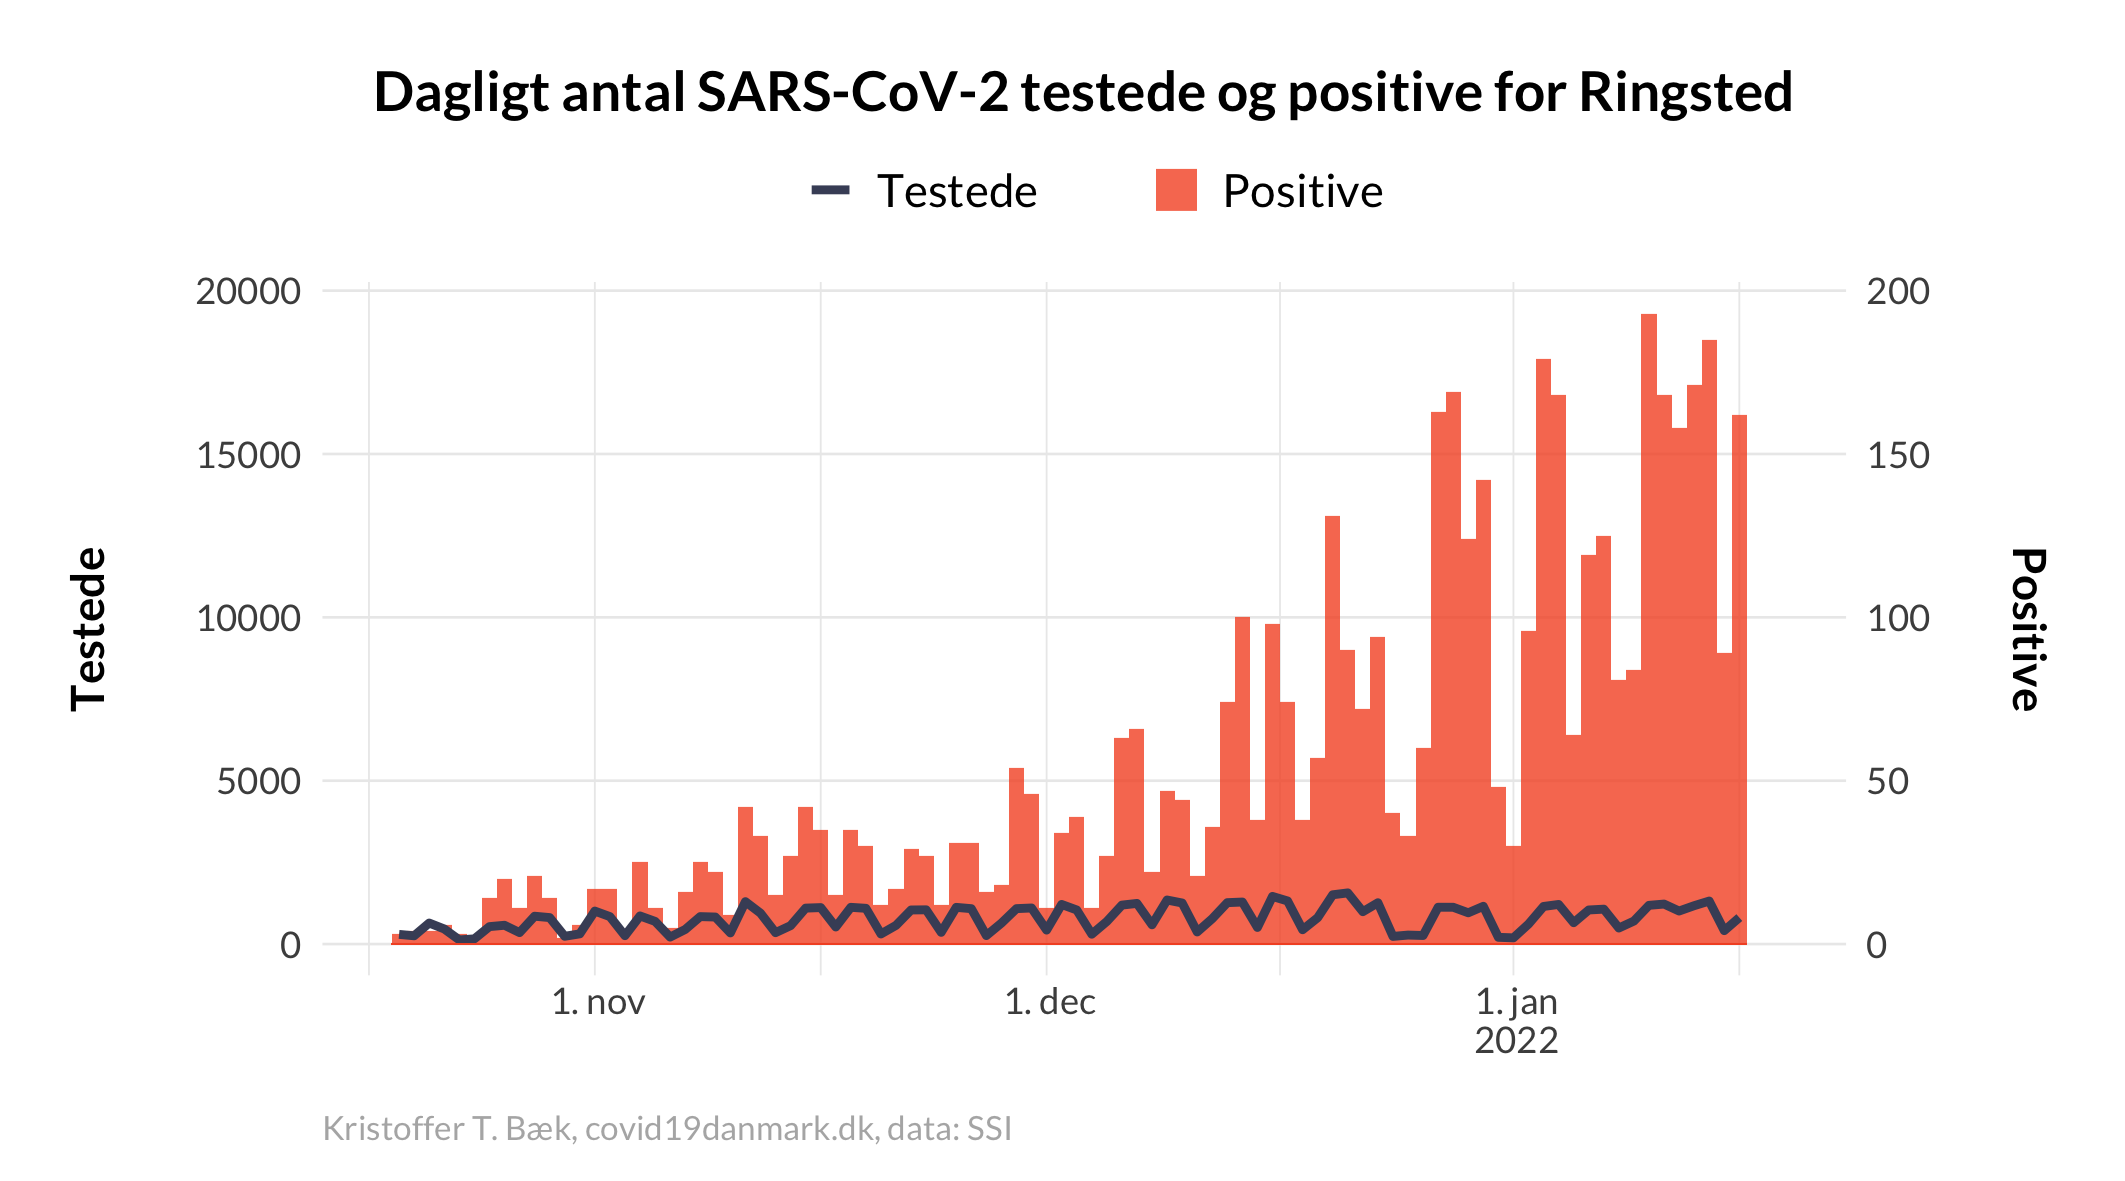 Dagligt antal SARS-CoV-2 testede og positive for Ringsted
Testede
Positive
20000
15000
10000
5000
0
Testede
200
150
100
50
0
Positive
1. nov
1. dec
1. jan
2022
Kristoffer T. Bæk, covid19danmark.dk, data: SSI